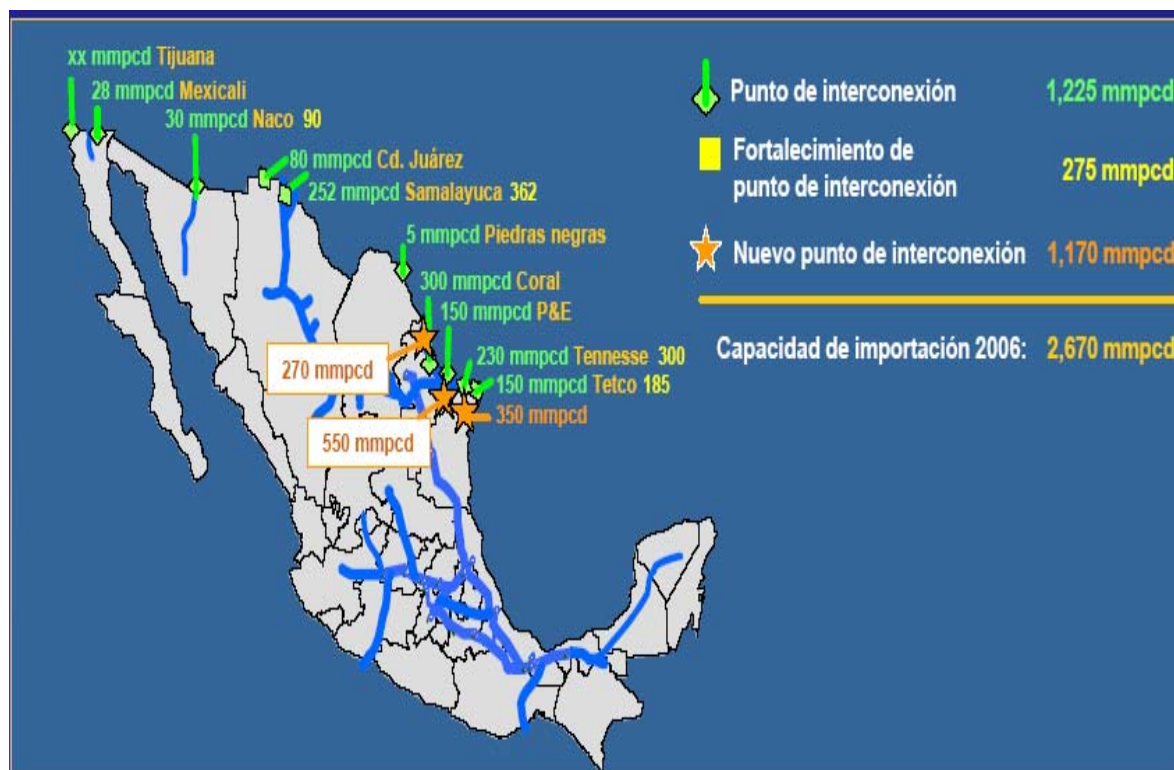 xx mmpcd Tijuana
28 mmpcd Mexicali
30 mmpcd Naco 90
80 mmpcd Cd. Juárez
252 mmpcd Samalayuca 362
5 mmpcd Piedras negras
300 mmpcd Coral
150 mmpcd P&E
270 mmpcd
230 mmpcd Tennesse 300
150 mmpcd Tetco 185
350 mmpcd
550 mmpcd
Punto de interconexión 1,225 mmpcd
Fortalecimiento de
punto de interconexión 275 mmpcd
Nuevo punto de interconexión 1,170 mmpcd
Capacidad de importación 2006: 2,670 mmpcd